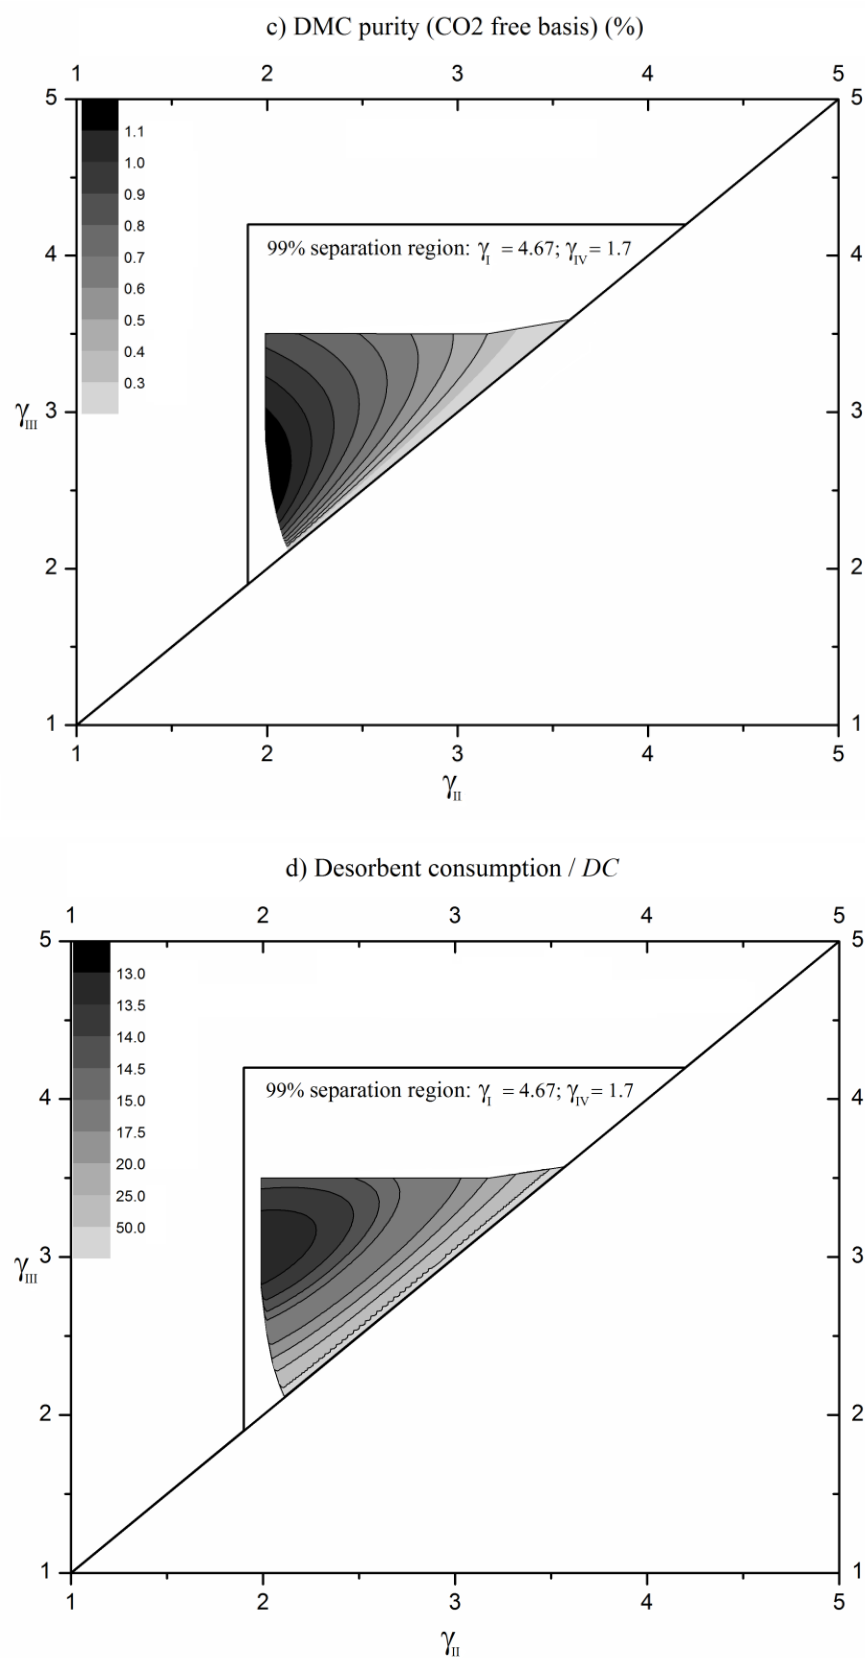 c) DMC purity (CO2 free basis) (%)
1 2 3 4 5
5 5
1.1
1.0
0.9
0.8
0.7
0.6
0.5
0.4
0.3
99% separation region: γI = 4.67; γIV = 1.7
4 4
γIII 3 3
2 2
1 1
1 2 3 4 5
γII
d) Desorbent consumption / DC
1 2 3 4 5
5 5
13.0
13.5
14.0
14.5
15.0
17.5
20.0
25.0
50.0
99% separation region: γI = 4.67; γIV = 1.7
4 4
γIII 3 3
2 2
1 1
1 2 3 4 5
γII